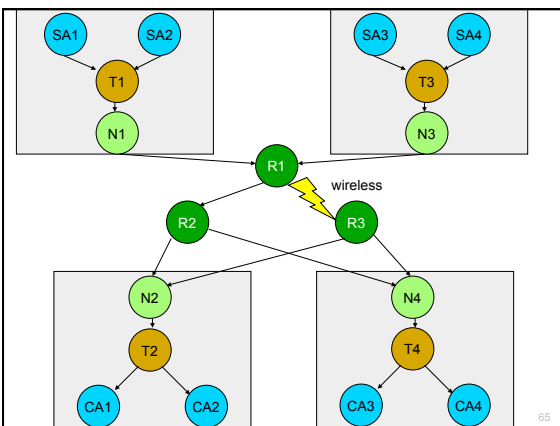 SA1 SA2 SA3 SA4
T1 T3
N1 N3
R1
wireless
R2 R3
N2 N4
T2 T4
CA1 CA2 CA3 CA4
65